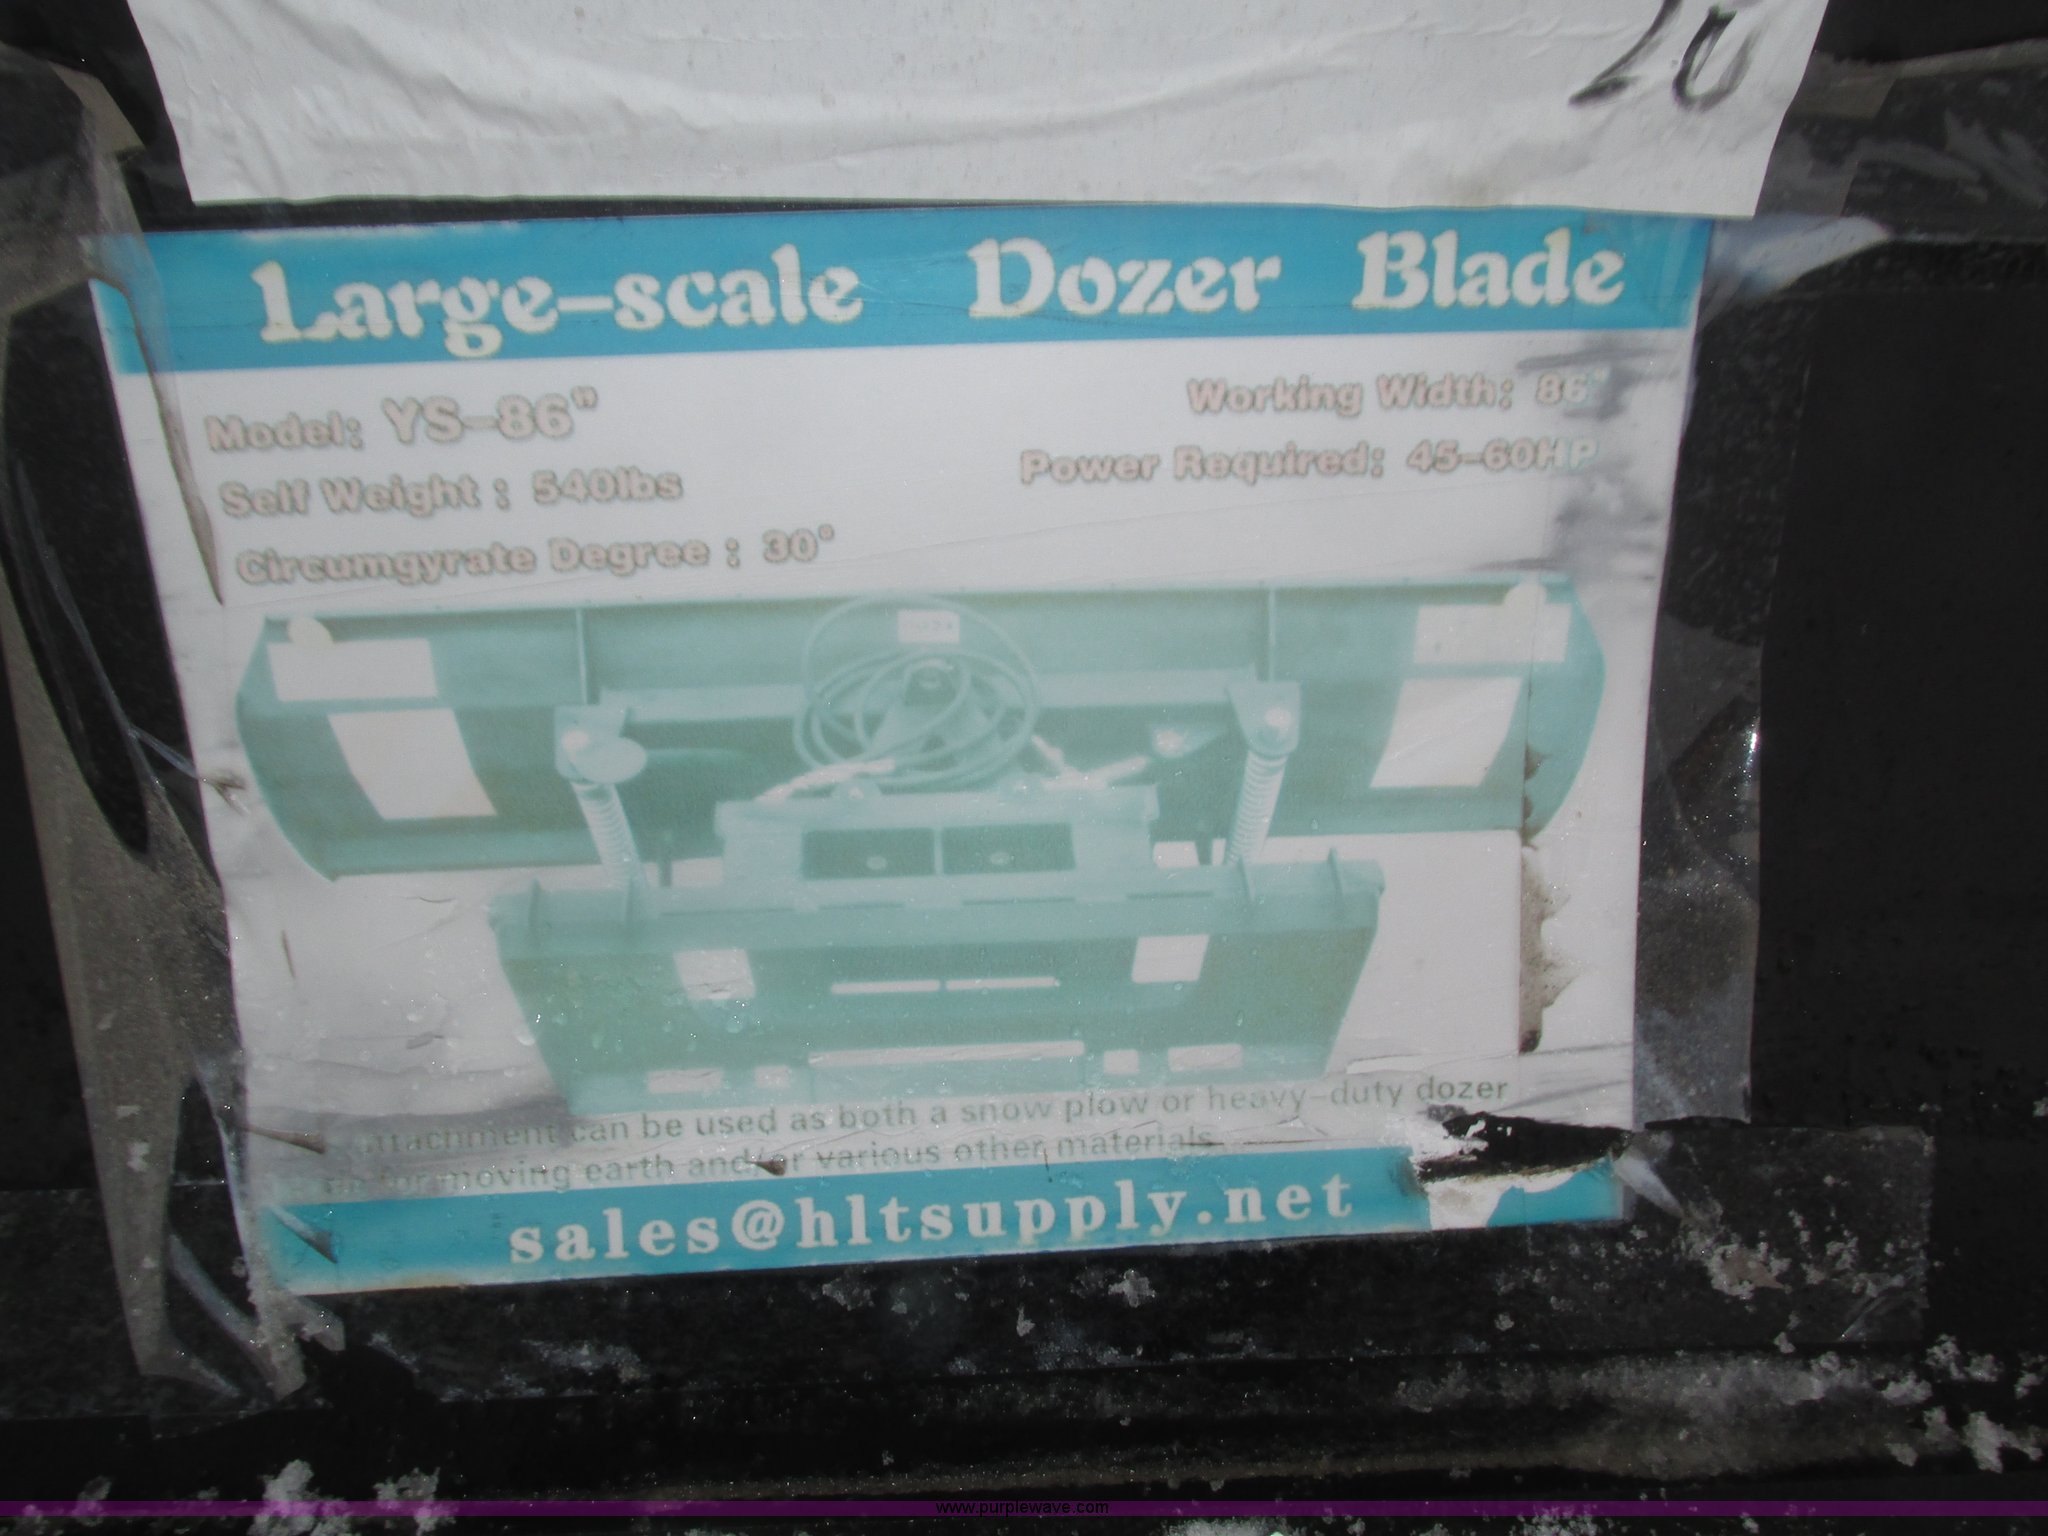 20
Large-scale Dozer Blade
Model: YS-86"
Working Width: 86"
Self Weight : 540lbs
Power Required: 45-60HP
Circumgyrate Degree : 30°
attachment can be used as both a snow plow or heavy-duty dozer
for moving earth and/or various other materials
sales@hltsupply.net
www.purplewave.com